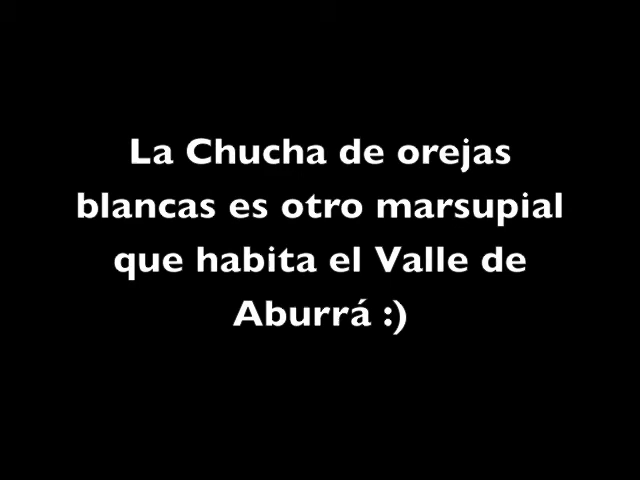 La Chucha de orejas
blancas es otro marsupial
que habita el Valle de
Aburrá :)